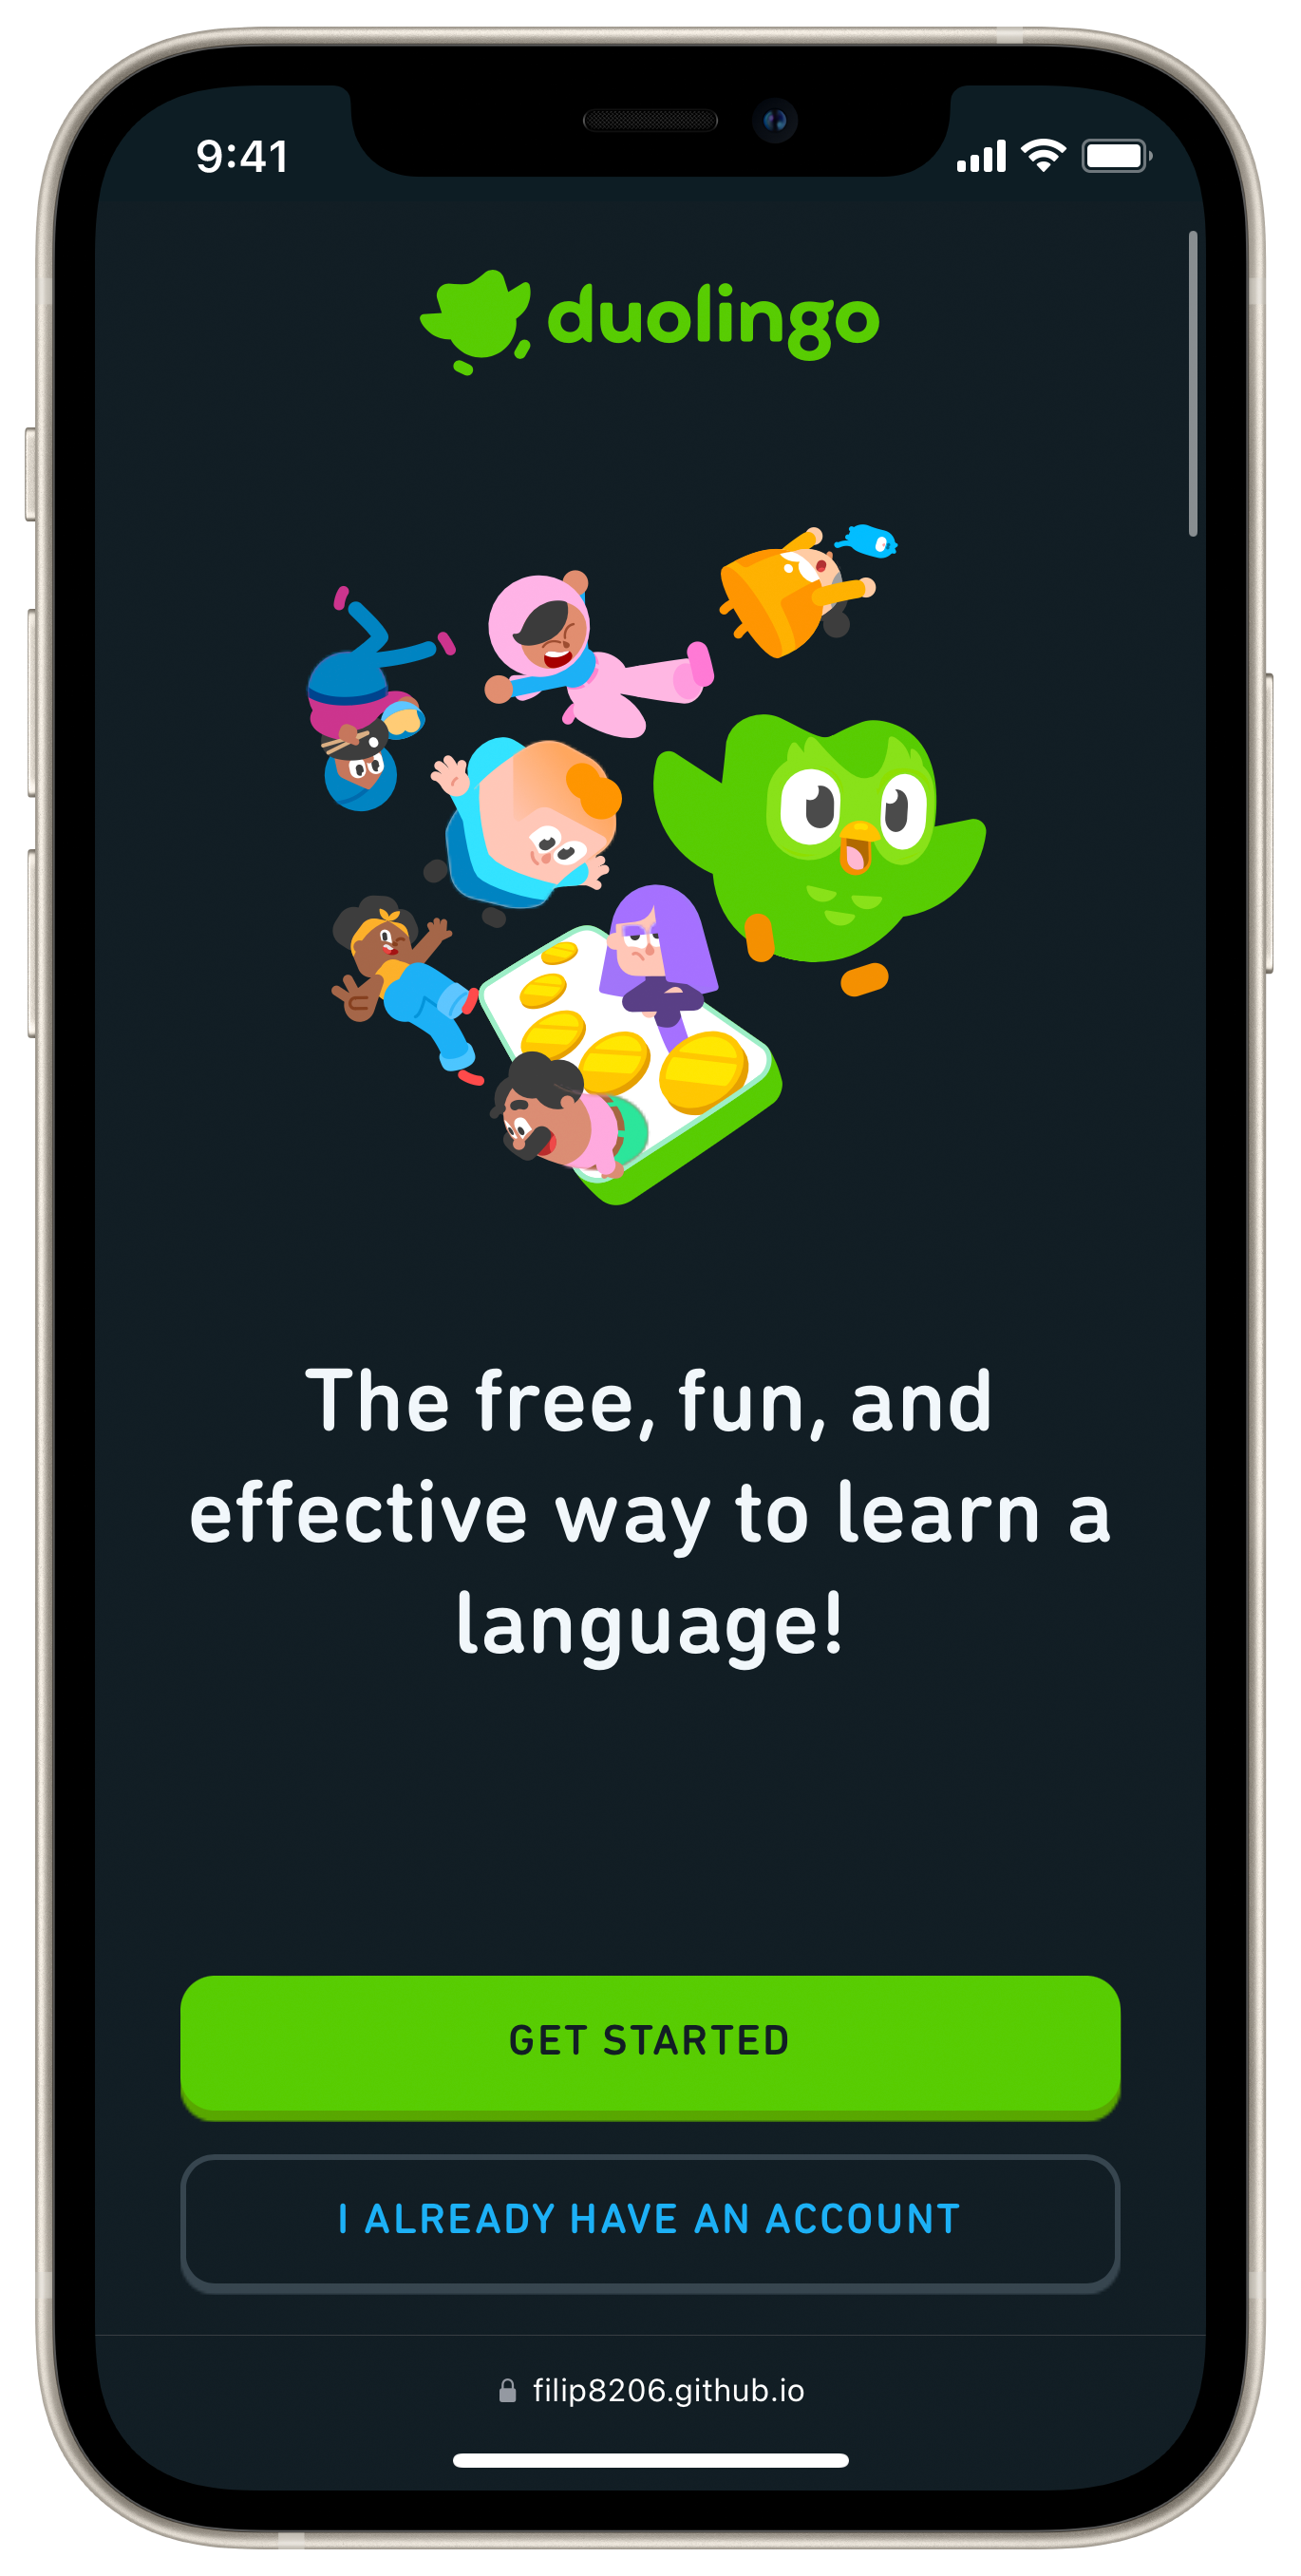 9:41
duolingo
The free, fun, and
effective way to learn a
language!
GET STARTED
I ALREADY HAVE AN ACCOUNT
filip8206.github.io